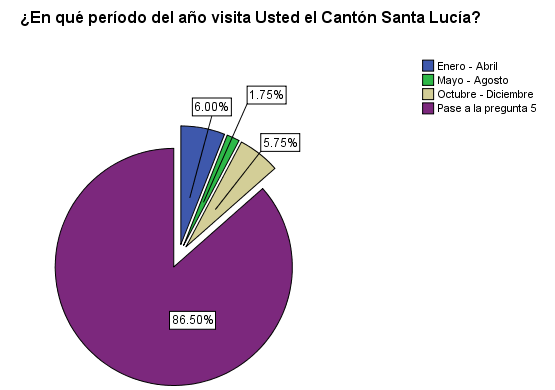 ¿En qué período del año visita Usted el Cantón Santa Lucía?
Enero - Abril
Mayo - Agosto
Octubre - Diciembre
Pase a la pregunta 5
6.00%
1.75%
5.75%
86.50%